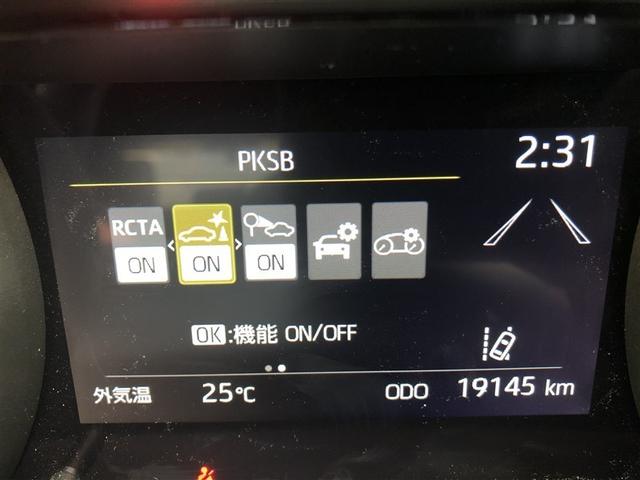 PKSB 2:31
RCTA
ON ON ON
OK:機能 ON/OFF
外気温 25℃ ODO 19145 km